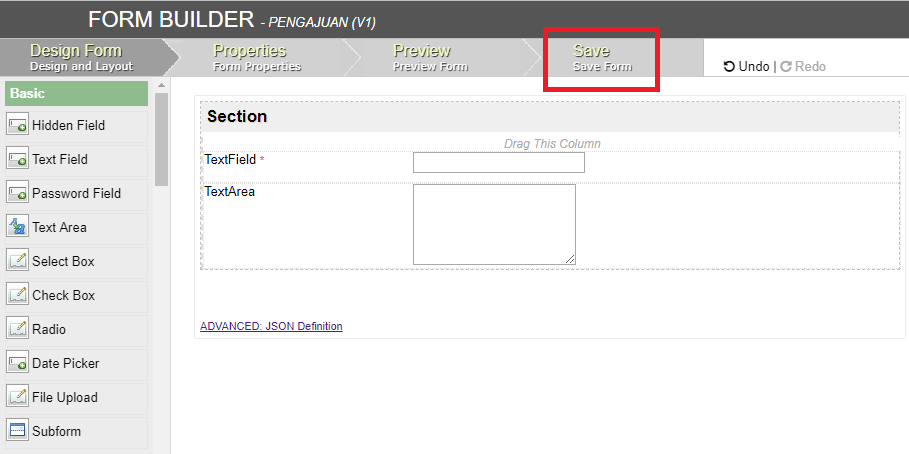 FORM BUILDER - PENGAJUAN (V1)
Design Form
Design and Layout
Properties
Form Properties
Preview
Preview Form
Save
Save Form
Undo | Redo
Basic
Hidden Field
Text Field
Password Field
Text Area
Select Box
Check Box
Radio
Date Picker
File Upload
Subform
Section
Drag This Column
TextField *
TextArea
ADVANCED: JSON Definition